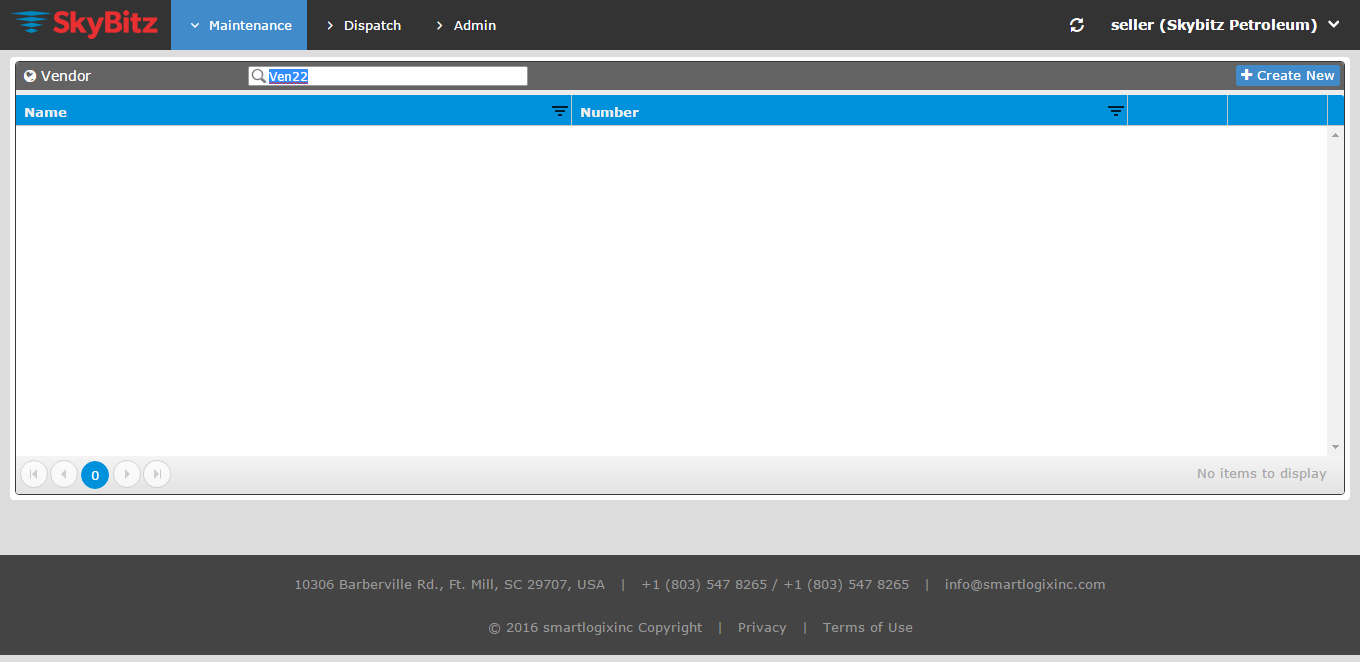 SkyBitz Maintenance Dispatch Admin seller (Skybitz Petroleum)
Vendor Ven22 Create New
Name Number
0 No items to display
10306 Barberville Rd., Ft. Mill, SC 29707, USA | +1 (803) 547 8265 / +1 (803) 547 8265 | info@smartlogixinc.com
© 2016 smartlogixinc Copyright | Privacy | Terms of Use